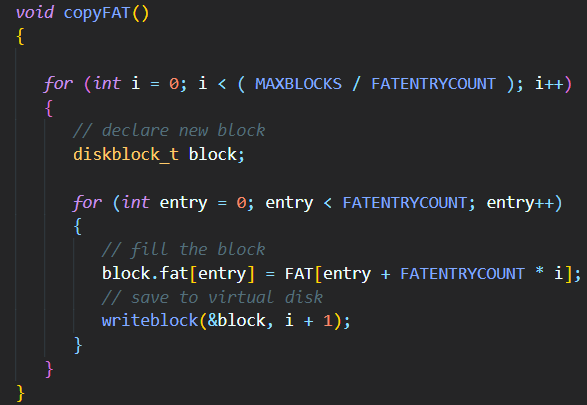 void copyFAT()
{
for (int i = 0; i < ( MAXBLOCKS / FATENTRYCOUNT ); i++)
{
// declare new block
diskblock_t block;
for (int entry = 0; entry < FATENTRYCOUNT; entry++)
{
// fill the block
block.fat[entry] = FAT[entry + FATENTRYCOUNT * i];
// save to virtual disk
writeblock(&block, i + 1);
}
}
}